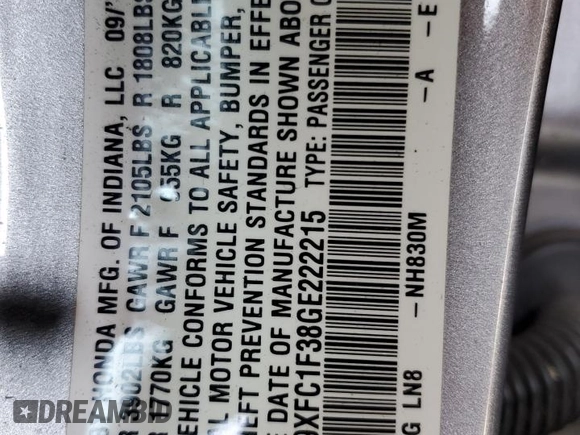 HONDA MFG. OF INDIANA, LLC 09/
GAWR F 2105LBS R 1808LBS
1770KG GAWR F 955KG R 820KG
VEHICLE CONFORMS TO ALL APPLICABLE
MOTOR VEHICLE SAFETY, BUMPER,
THEFT PREVENTION STANDARDS IN EFFE
DATE OF MANUFACTURE SHOWN ABO
XFC1F38GE222215 TYPE: PASSENGER
G LN8 -NH830M -A -E
DREAMBID